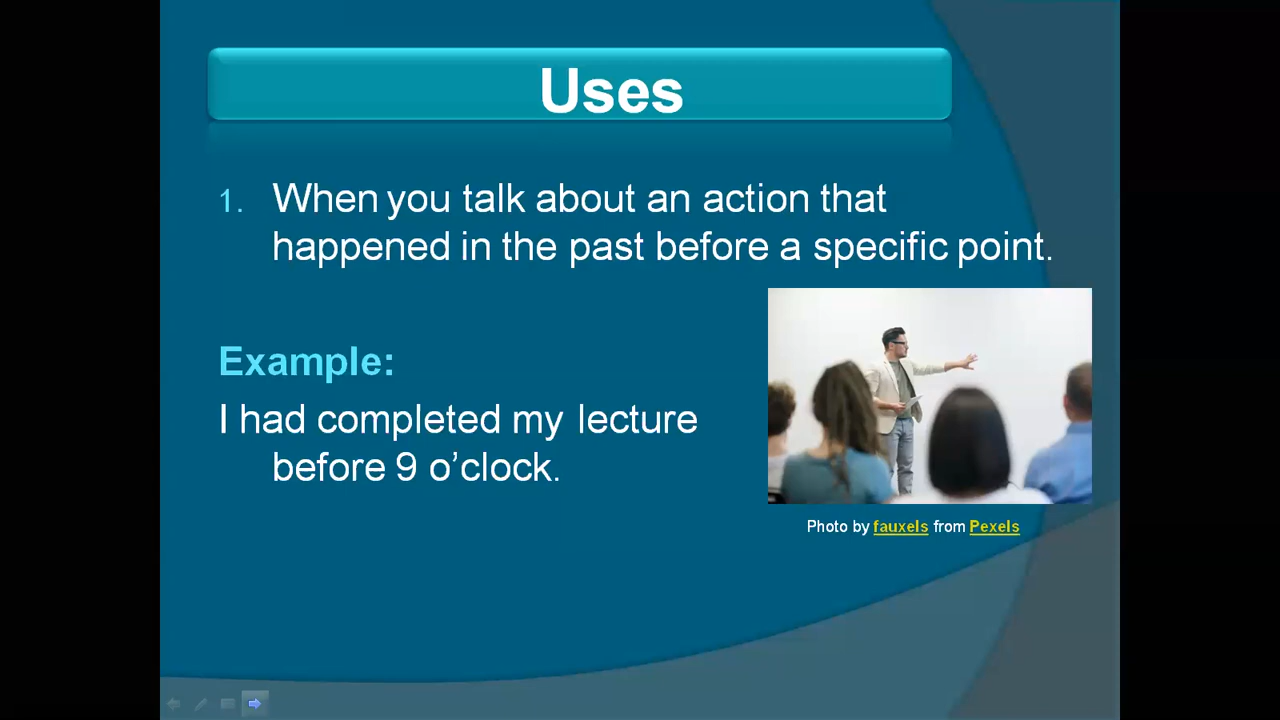 Uses
1. When you talk about an action that
happened in the past before a specific point.
Example:
I had completed my lecture
before 9 o’clock.
Photo by fauxels from Pexels